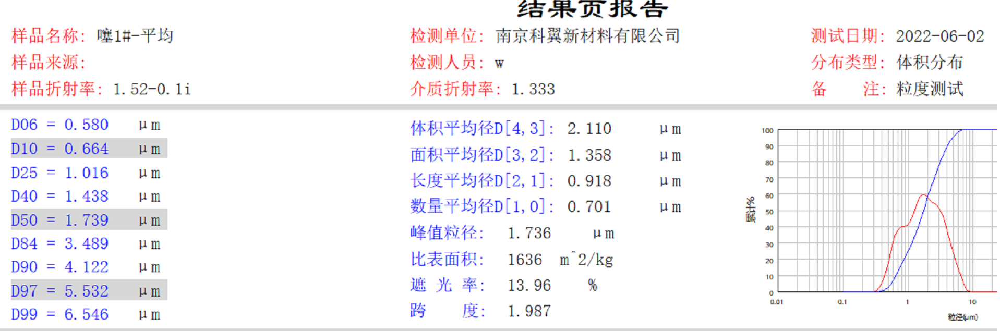 结果页报告
样品名称: 噻1#-平均 检测单位: 南京科翼新材料有限公司 测试日期: 2022-06-02
样品来源: 检测人员: w 分布类型: 体积分布
样品折射率: 1.52-0.1i 介质折射率: 1.333 备 注: 粒度测试
D06 = 0.580 μm
D10 = 0.664 μm
D25 = 1.016 μm
D40 = 1.438 μm
D50 = 1.739 μm
D84 = 3.489 μm
D90 = 4.122 μm
D97 = 5.532 μm
D99 = 6.546 μm
体积平均径D[4,3]: 2.110 μm
面积平均径D[3,2]: 1.358 μm
长度平均径D[2,1]: 0.918 μm
数量平均径D[1,0]: 0.701 μm
峰值粒径: 1.736 μm
比表面积: 1636 m^2/kg
遮 光 率: 13.96 %
跨 度: 1.987
累计%
100
90
80
70
60
50
40
30
20
10
0
0.01 0.1 1 10
粒径(μm)